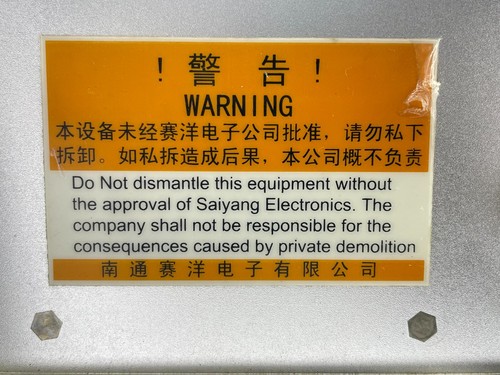 ！警告！
WARNING
本设备未经赛洋电子公司批准，请勿私下
拆卸。如私拆造成后果，本公司概不负责
Do Not dismantle this equipment without
the approval of Saiyang Electronics. The
company shall not be responsible for the
consequences caused by private demolition
南通赛洋电子有限公司